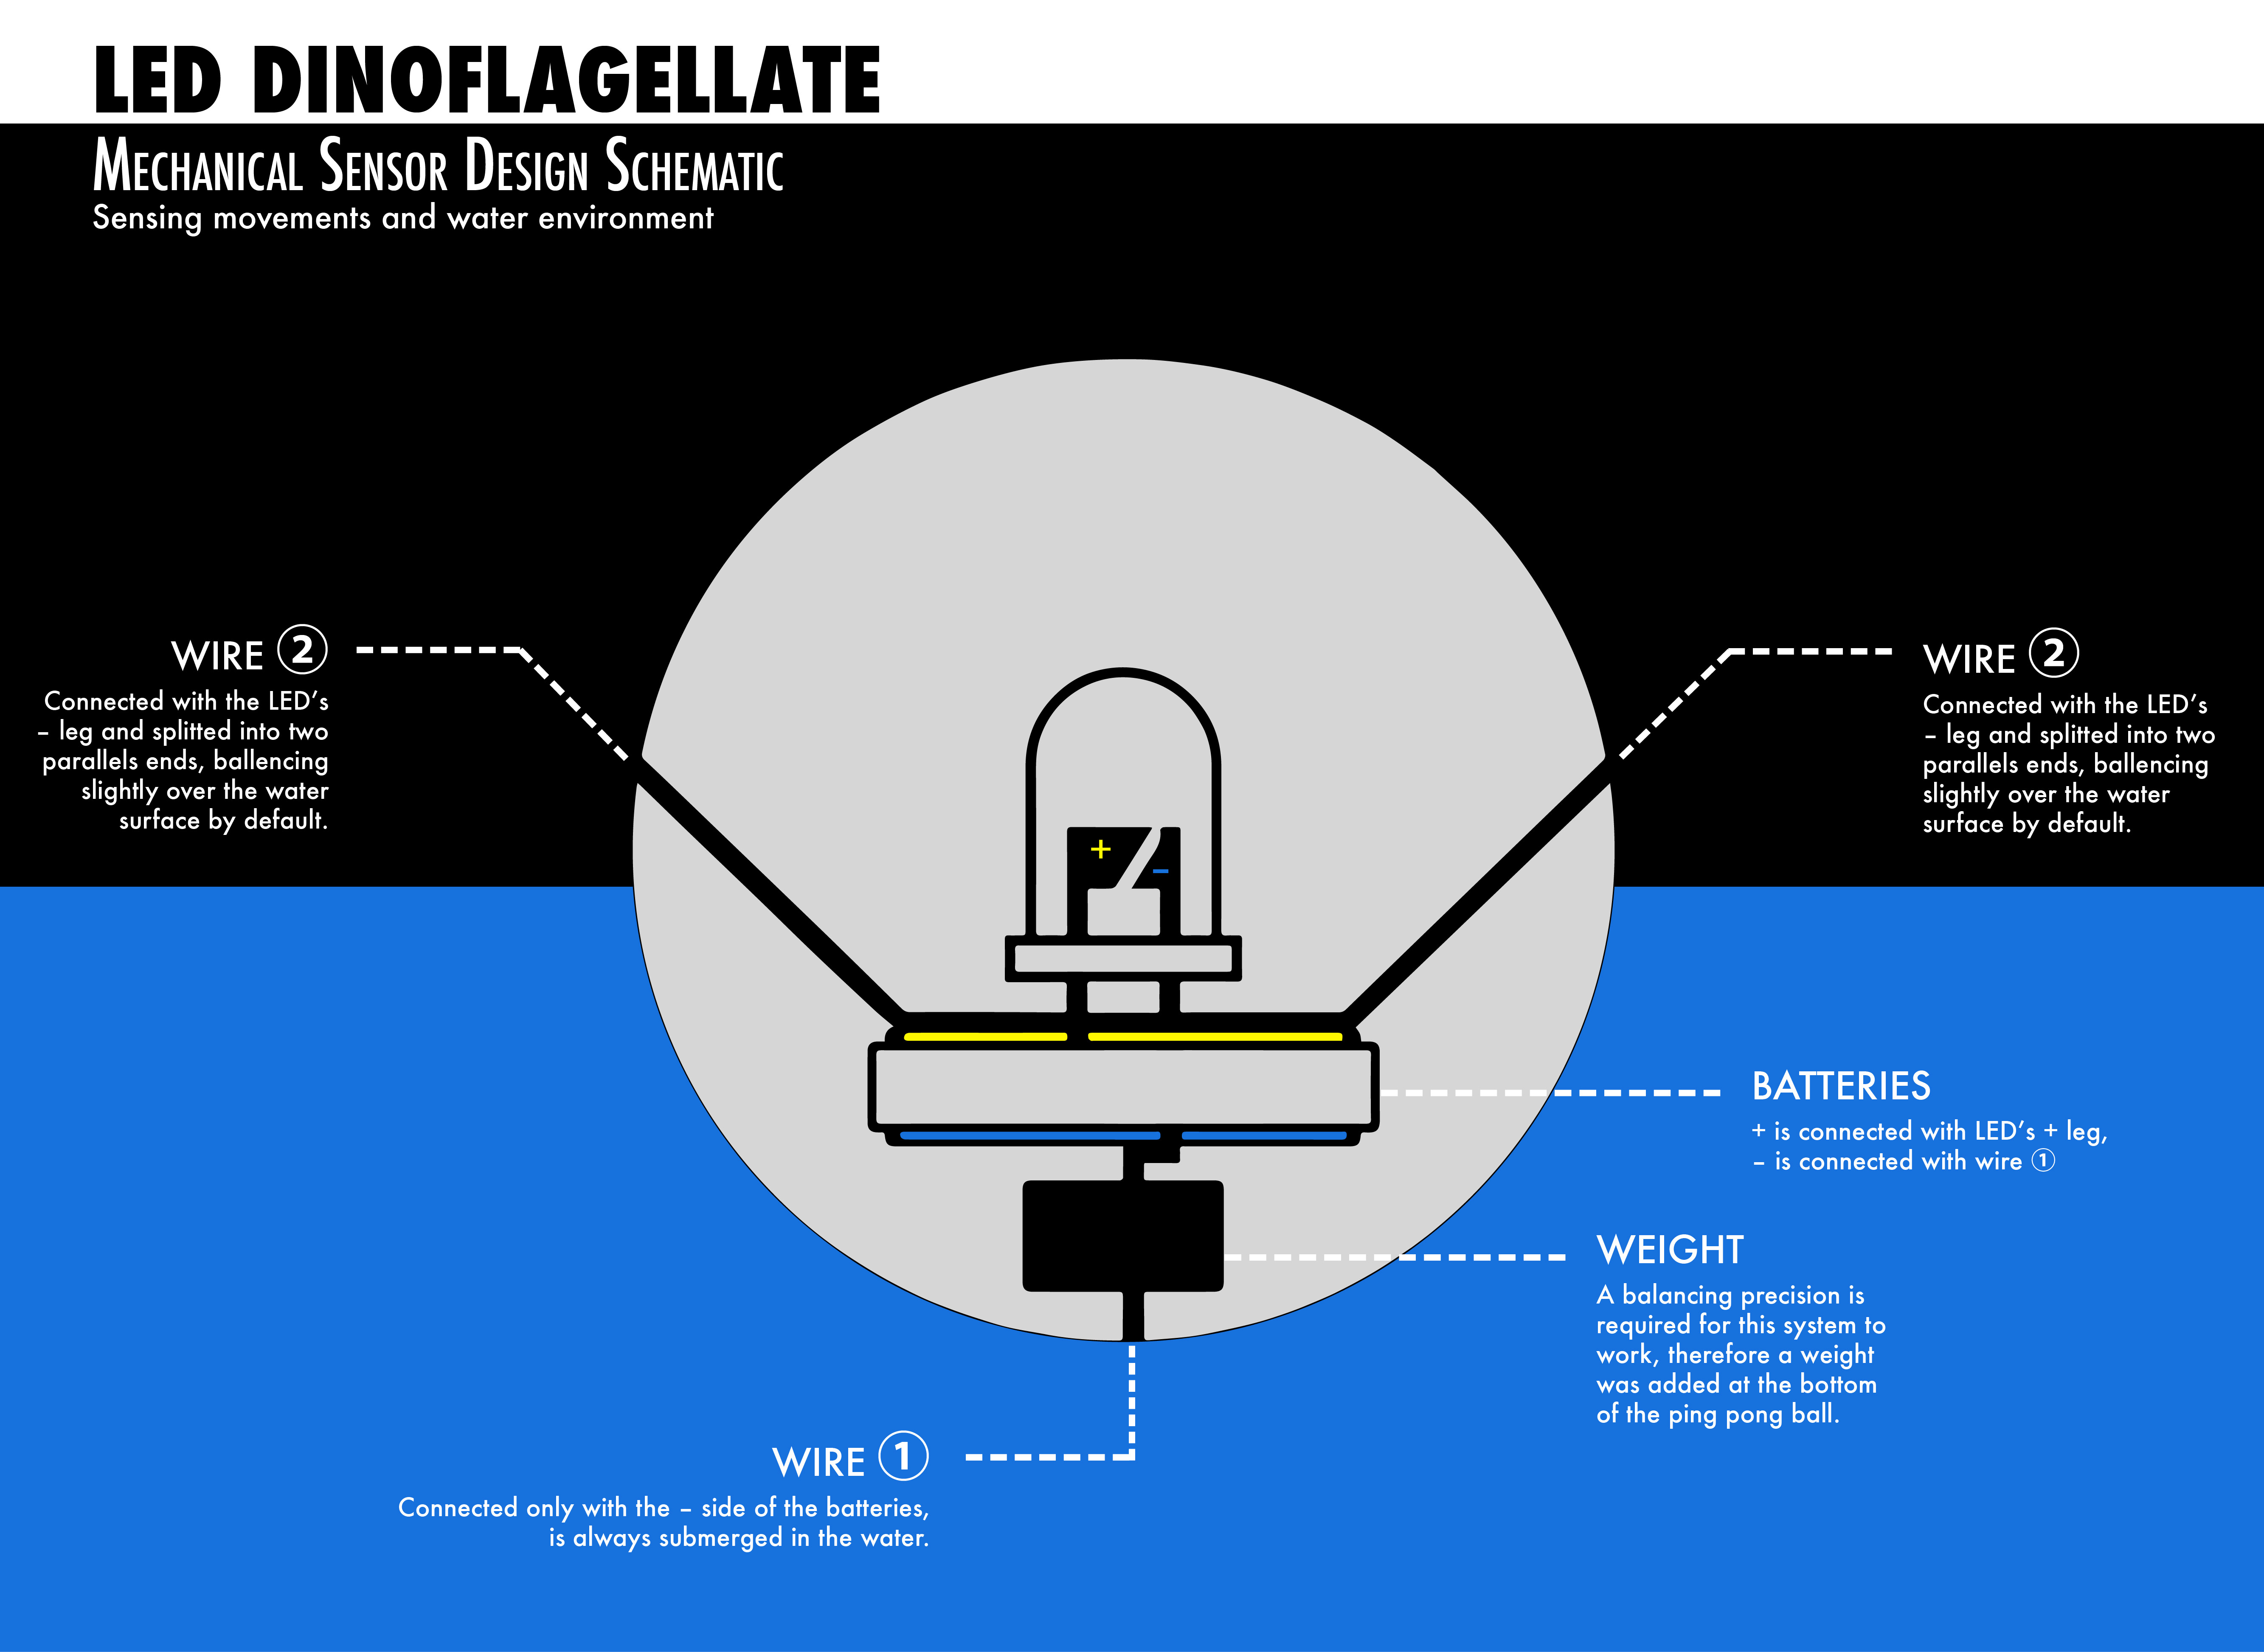 LED DINOFLAGELLATE
Mechanical Sensor Design Schematic
Sensing movements and water environment
WIRE ②
Connected with the LED's
– leg and splitted into two
parallels ends, ballencing
slightly over the water
surface by default.
WIRE ②
Connected with the LED's
– leg and splitted into two
parallels ends, ballencing
slightly over the water
surface by default.
+
–
BATTERIES
+ is connected with LED's + leg,
– is connected with wire ①
WEIGHT
A balancing precision is
required for this system to
work, therefore a weight
was added at the bottom
of the ping pong ball.
WIRE ①
Connected only with the – side of the batteries,
is always submerged in the water.